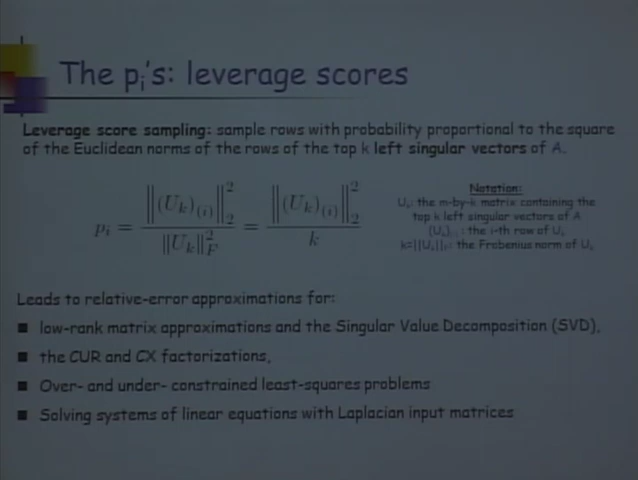 The pᵢ's: leverage scores
Leverage score sampling: sample rows with probability proportional to the square
of the Euclidean norms of the rows of the top k left singular vectors of A.
pᵢ = ‖(Uₖ)₍ᵢ₎‖₂² / ‖Uₖ‖F² = ‖(Uₖ)₍ᵢ₎‖₂² / k
Notation:
Uₖ: the m-by-k matrix containing the
top k left singular vectors of A
(Uₖ)₍ᵢ₎: the i-th row of Uₖ
k=||Uₖ||F: the Frobenius norm of Uₖ
Leads to relative-error approximations for:
■ low-rank matrix approximations and the Singular Value Decomposition (SVD),
■ the CUR and CX factorizations,
■ Over- and under- constrained least-squares problems
■ Solving systems of linear equations with Laplacian input matrices